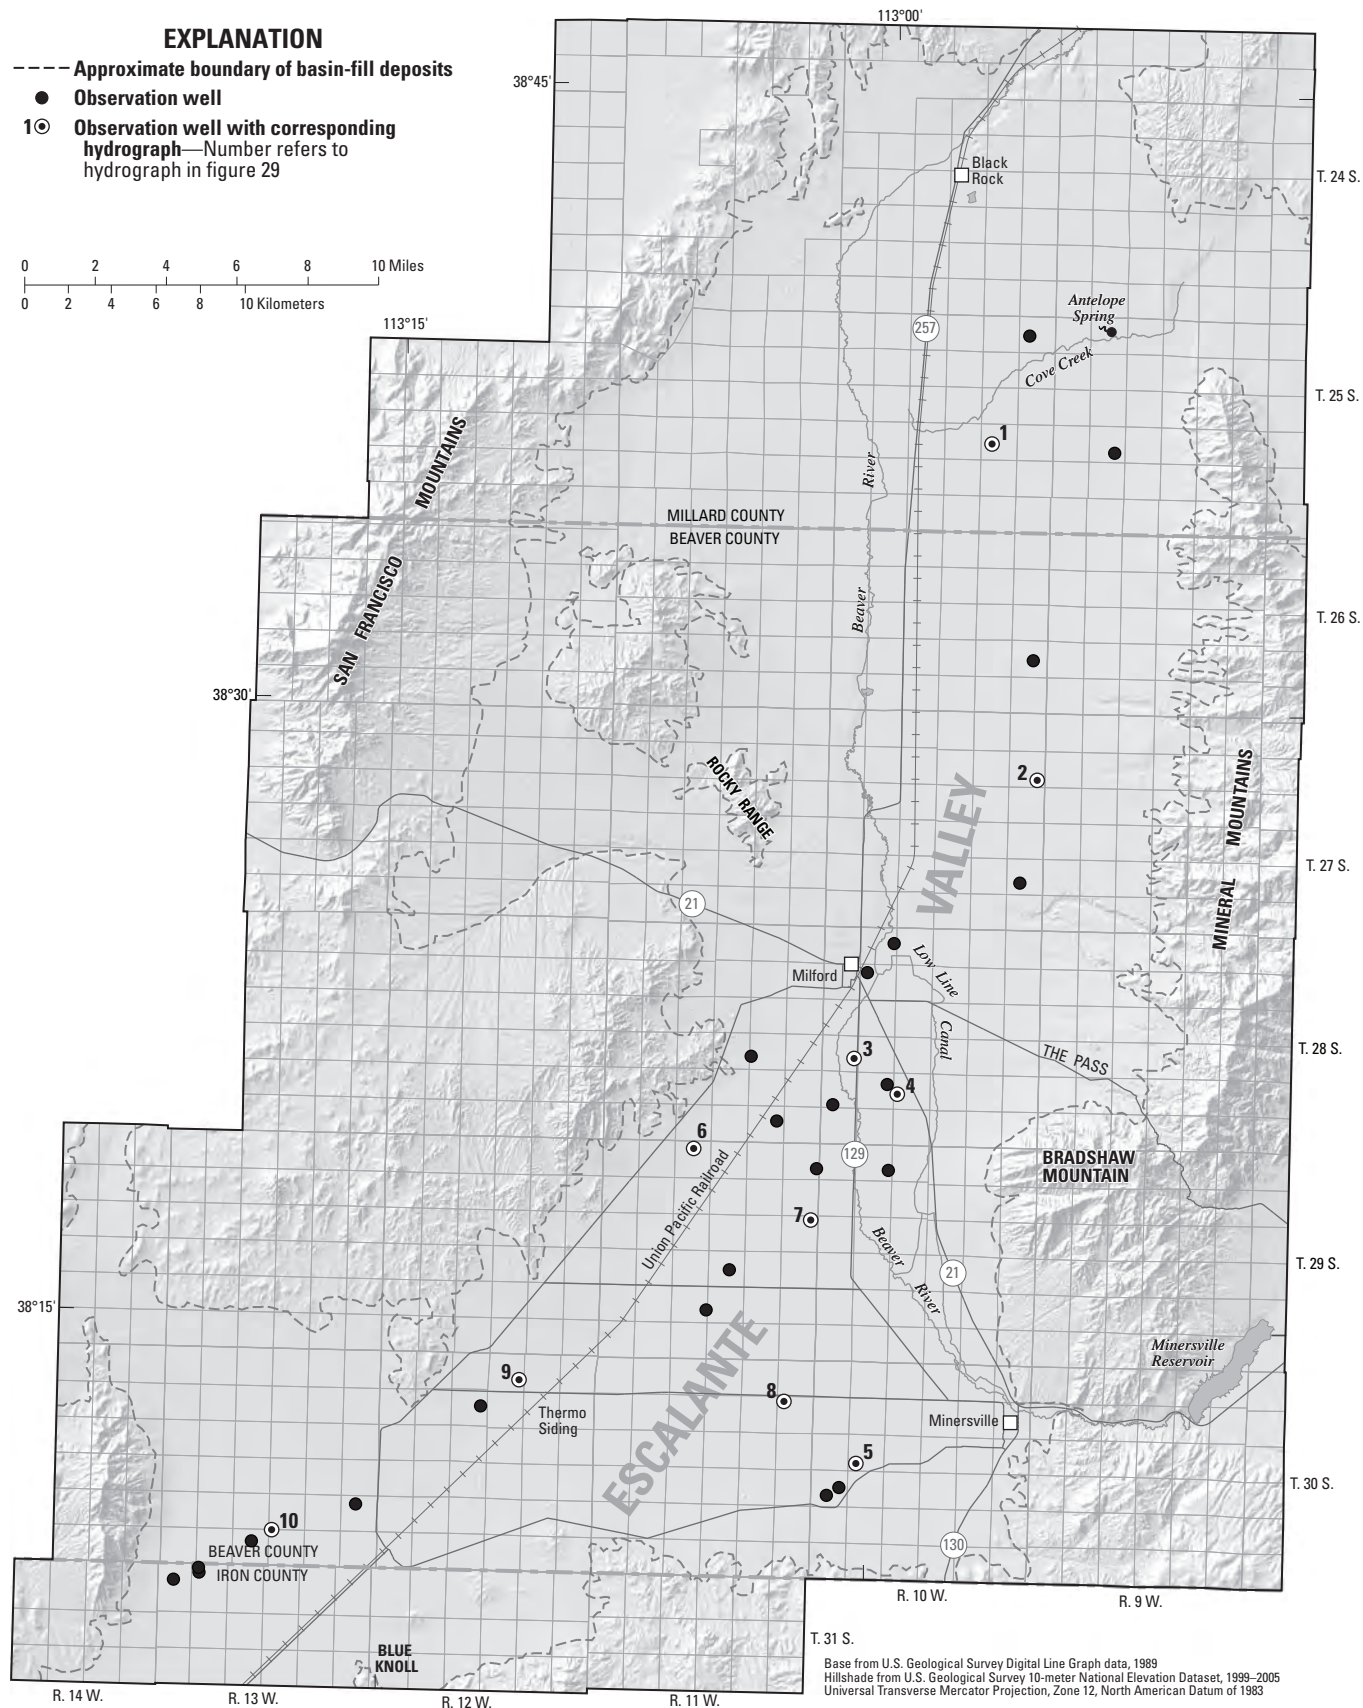 EXPLANATION
Approximate boundary of basin-fill deposits
Observation well
1 Observation well with corresponding
hydrograph—Number refers to
hydrograph in figure 29
0 2 4 6 8 10 Miles
0 2 4 6 8 10 Kilometers
113°00'
38°45'
113°15'
Black
Rock
T. 24 S.
Antelope
Spring
257
Cove Creek
T. 25 S.
1
SAN FRANCISCO MOUNTAINS
River
MILLARD COUNTY
BEAVER COUNTY
Beaver
T. 26 S.
38°30'
ROCKY RANGE
2
MINERAL MOUNTAINS
ESCALANTE VALLEY
T. 27 S.
21
Milford
Low Line
Canal
3
THE PASS
T. 28 S.
4
6
129
BRADSHAW
MOUNTAIN
Union Pacific Railroad
7
Beaver
River
21
T. 29 S.
38°15'
Minersville
Reservoir
9
8
Thermo
Siding
Minersville
5
T. 30 S.
10
BEAVER COUNTY
IRON COUNTY
130
R. 10 W.
R. 9 W.
T. 31 S.
BLUE
KNOLL
R. 14 W.
R. 13 W.
R. 12 W.
R. 11 W.
Base from U.S. Geological Survey Digital Line Graph data, 1989
Hillshade from U.S. Geological Survey 10-meter National Elevation Dataset, 1999–2005
Universal Transverse Mercator Projection, Zone 12, North American Datum of 1983